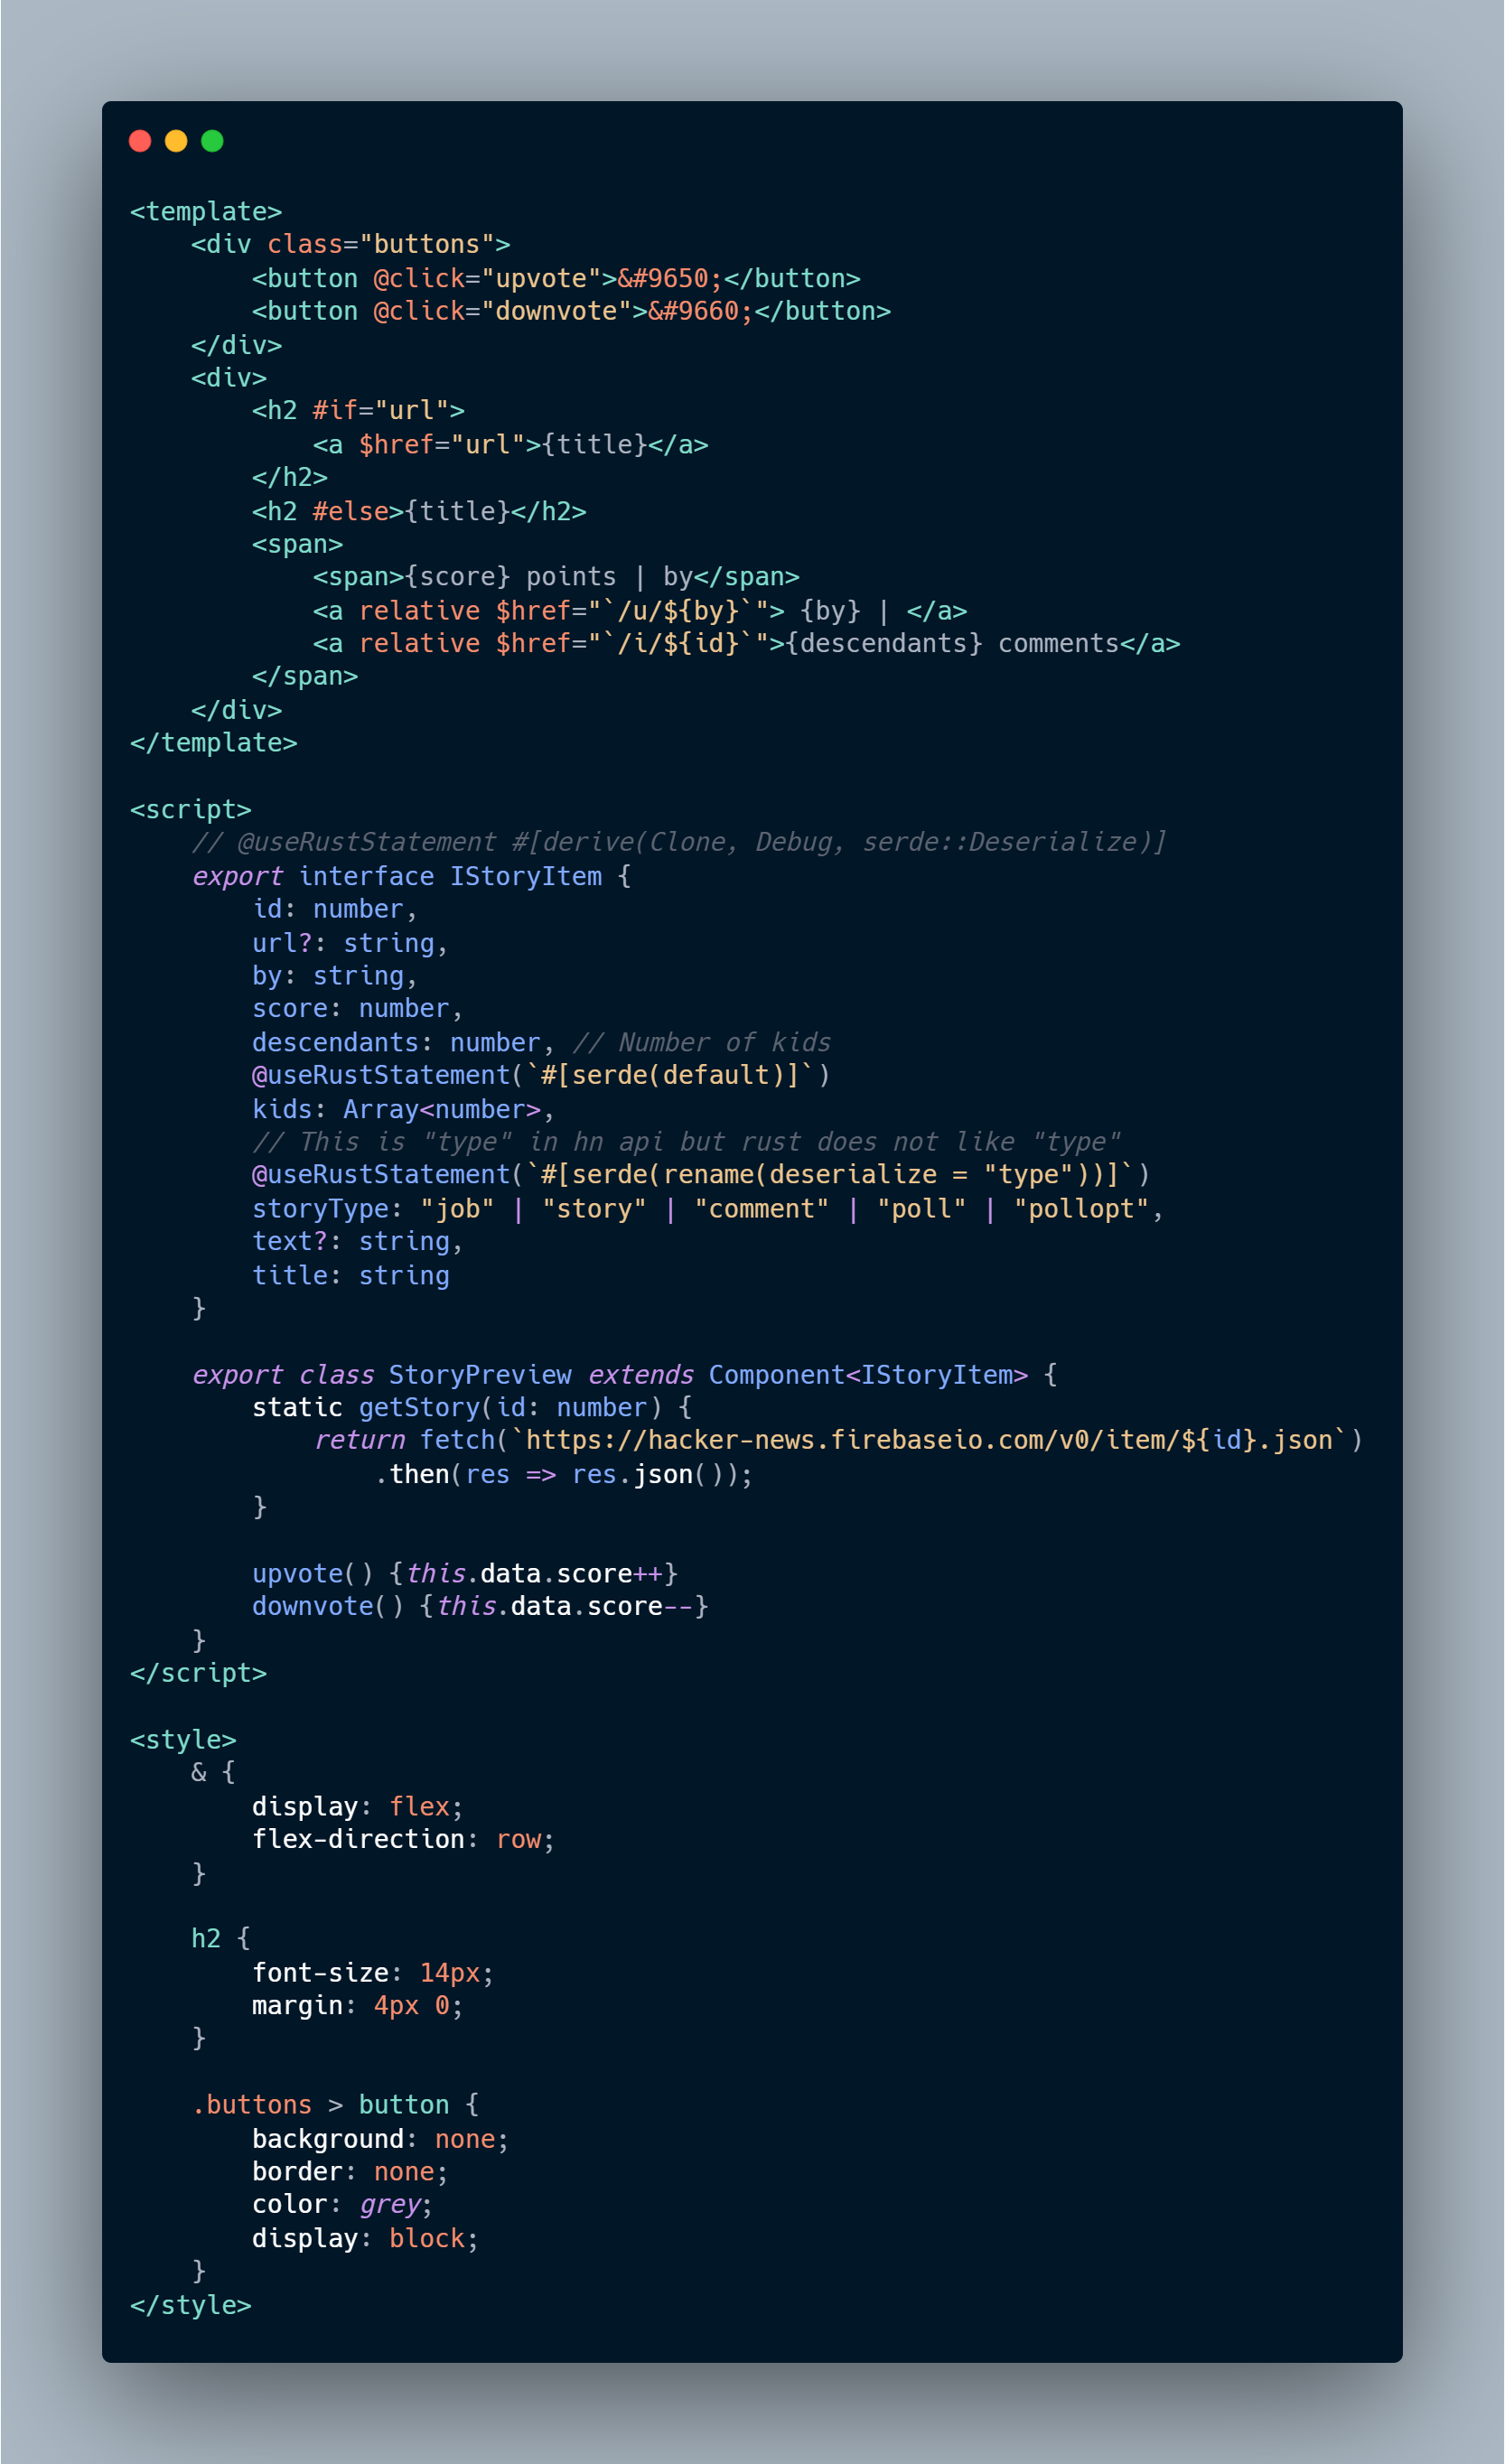 <template>
    <div class="buttons">
        <button @click="upvote">&#9650;</button>
        <button @click="downvote">&#9660;</button>
    </div>
    <div>
        <h2 #if="url">
            <a $href="url">{title}</a>
        </h2>
        <h2 #else>{title}</h2>
        <span>
            <span>{score} points | by</span>
            <a relative $href="`/u/${by}`"> {by} | </a>
            <a relative $href="`/i/${id}`">{descendants} comments</a>
        </span>
    </div>
</template>

<script>
    // @useRustStatement #[derive(Clone, Debug, serde::Deserialize)]
    export interface IStoryItem {
        id: number,
        url?: string,
        by: string,
        score: number,
        descendants: number, // Number of kids
        @useRustStatement(`#[serde(default)]`)
        kids: Array<number>,
        // This is "type" in hn api but rust does not like "type"
        @useRustStatement(`#[serde(rename(deserialize = "type"))]`)
        storyType: "job" | "story" | "comment" | "poll" | "pollopt",
        text?: string,
        title: string
    }

    export class StoryPreview extends Component<IStoryItem> {
        static getStory(id: number) {
            return fetch(`https://hacker-news.firebaseio.com/v0/item/${id}.json`)
                .then(res => res.json());
        }

        upvote() {this.data.score++}
        downvote() {this.data.score--}
    }
</script>

<style>
    & {
        display: flex;
        flex-direction: row;
    }

    h2 {
        font-size: 14px;
        margin: 4px 0;
    }

    .buttons > button {
        background: none;
        border: none;
        color: grey;
        display: block;
    }
</style>